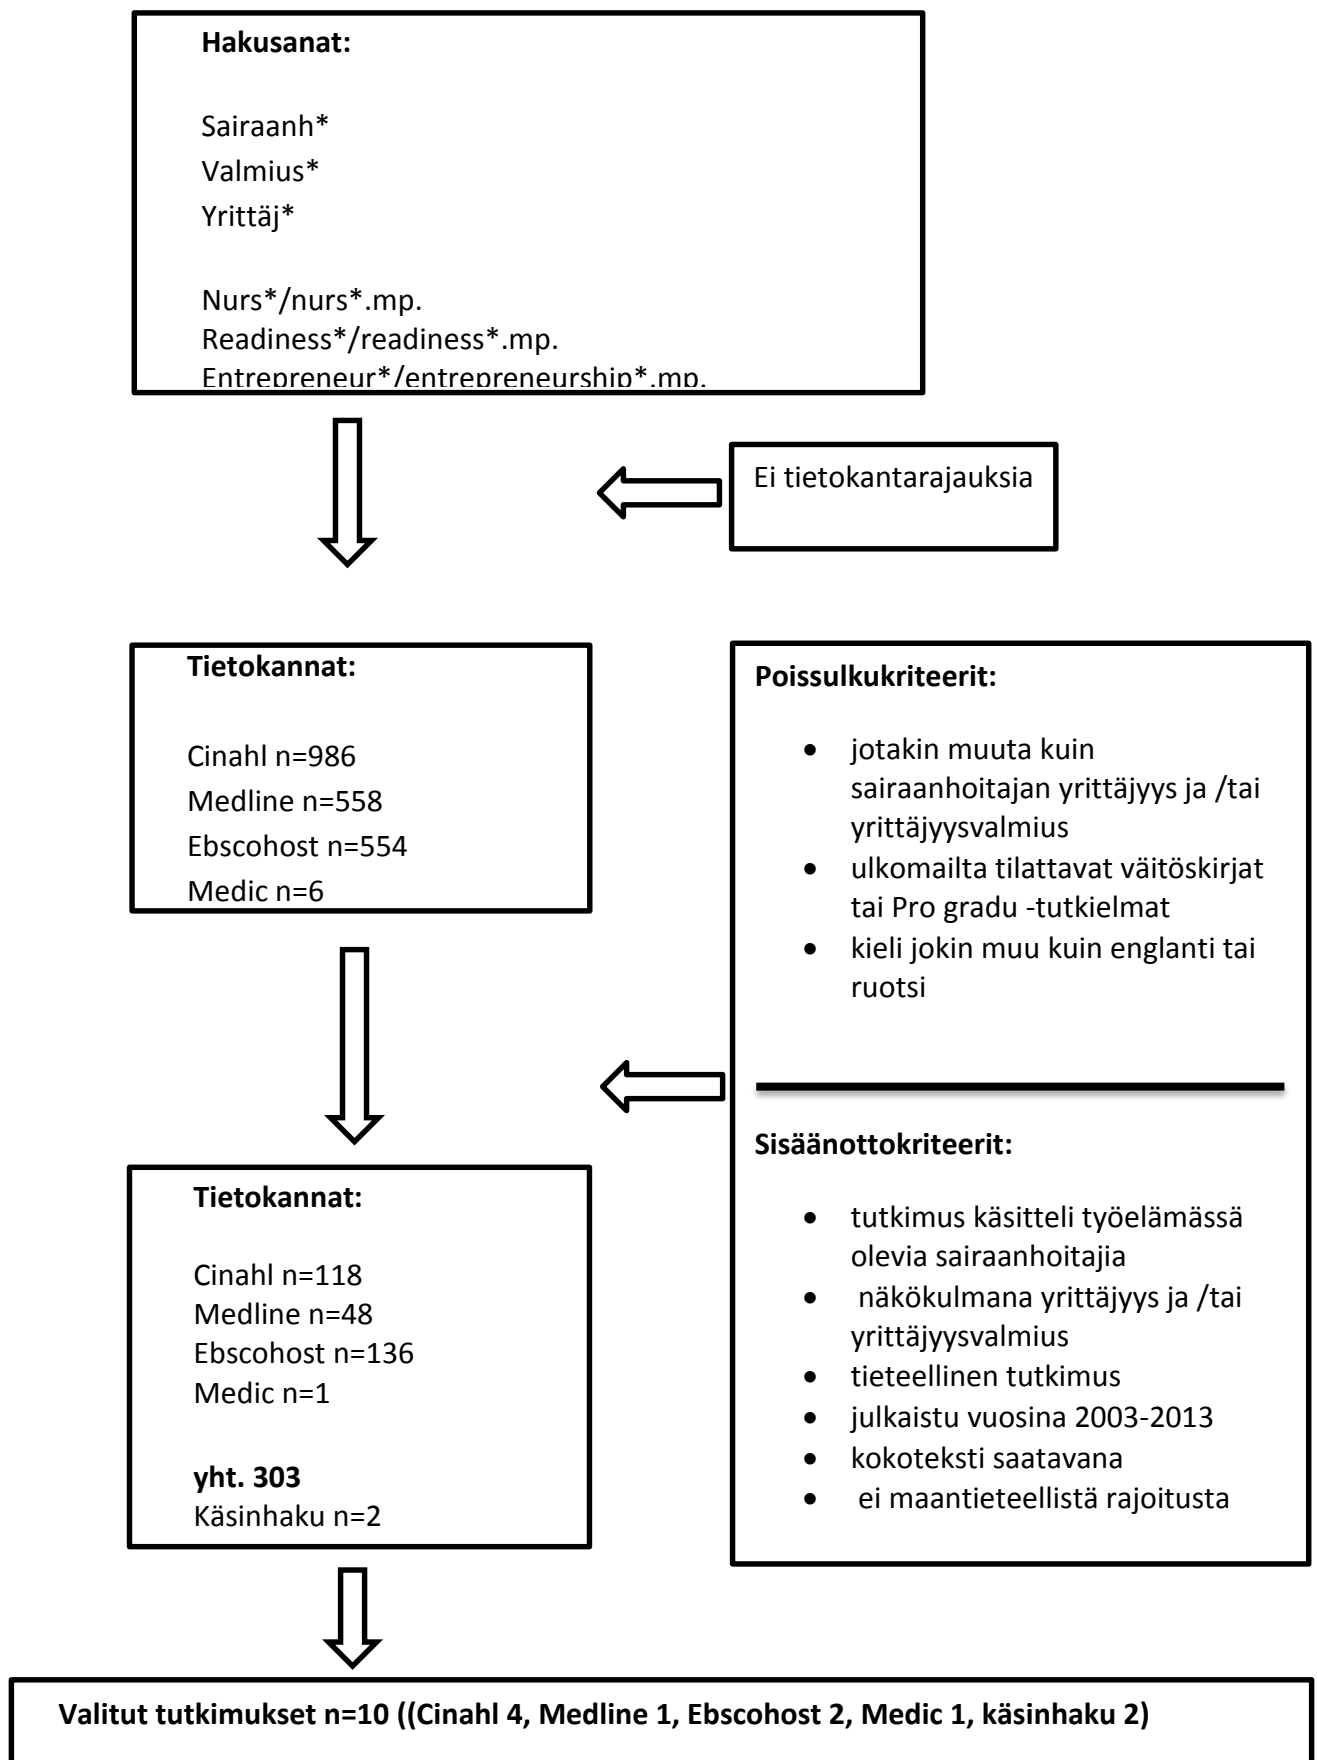 Hakusanat:
Sairaanh*
Valmius*
Yrittäj*
Nurs*/nurs*.mp.
Readiness*/readiness*.mp.
Entrepreneur*/entrepreneurship*.mp.
Ei tietokantarajauksia
Tietokannat:
Cinahl n=986
Medline n=558
Ebscohost n=554
Medic n=6
Poissulkukriteerit:
• jotakin muuta kuin
sairaanhoitajan yrittäjyys ja /tai
yrittäjyysvalmius
• ulkomailta tilattavat väitöskirjat
tai Pro gradu -tutkielmat
• kieli jokin muu kuin englanti tai
ruotsi
Sisäänottokriteerit:
• tutkimus käsitteli työelämässä
olevia sairaanhoitajia
• näkökulmana yrittäjyys ja /tai
yrittäjyysvalmius
• tieteellinen tutkimus
• julkaistu vuosina 2003-2013
• kokoteksti saatavana
• ei maantieteellistä rajoitusta
Tietokannat:
Cinahl n=118
Medline n=48
Ebscohost n=136
Medic n=1
yht. 303
Käsinhaku n=2
Valitut tutkimukset n=10 ((Cinahl 4, Medline 1, Ebscohost 2, Medic 1, käsinhaku 2)